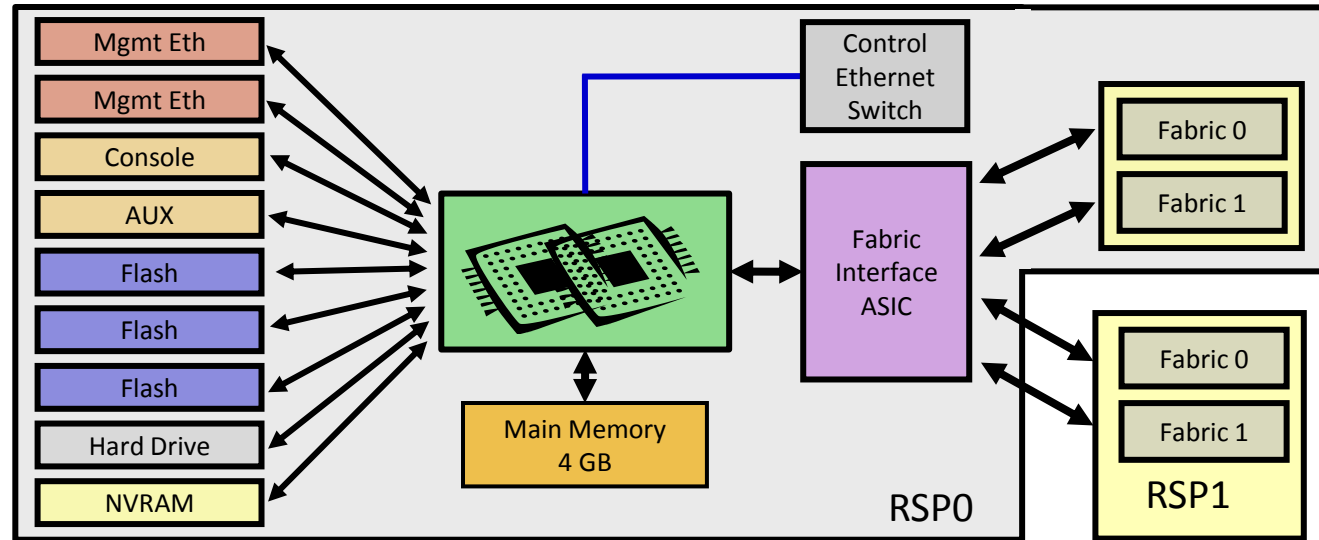 Mgmt Eth
Mgmt Eth
Console
AUX
Flash
Flash
Flash
Hard Drive
NVRAM
Control
Ethernet
Switch
Fabric
Interface
ASIC
Main Memory
4 GB
RSP0
Fabric 0
Fabric 1
Fabric 0
Fabric 1
RSP1